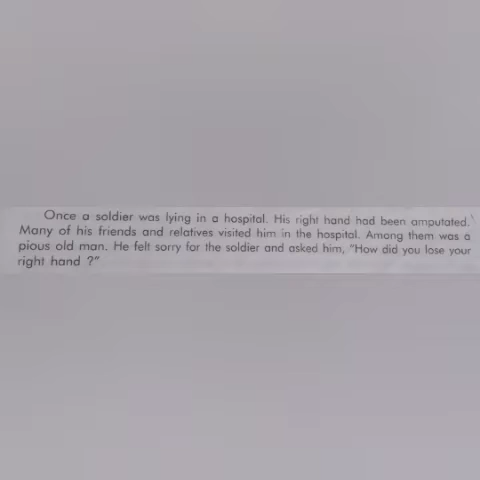 Once a soldier was lying in a hospital. His right hand had been amputated.
Many of his friends and relatives visited him in the hospital. Among them was a
pious old man. He felt sorry for the soldier and asked him, "How did you lose your
right hand ?"